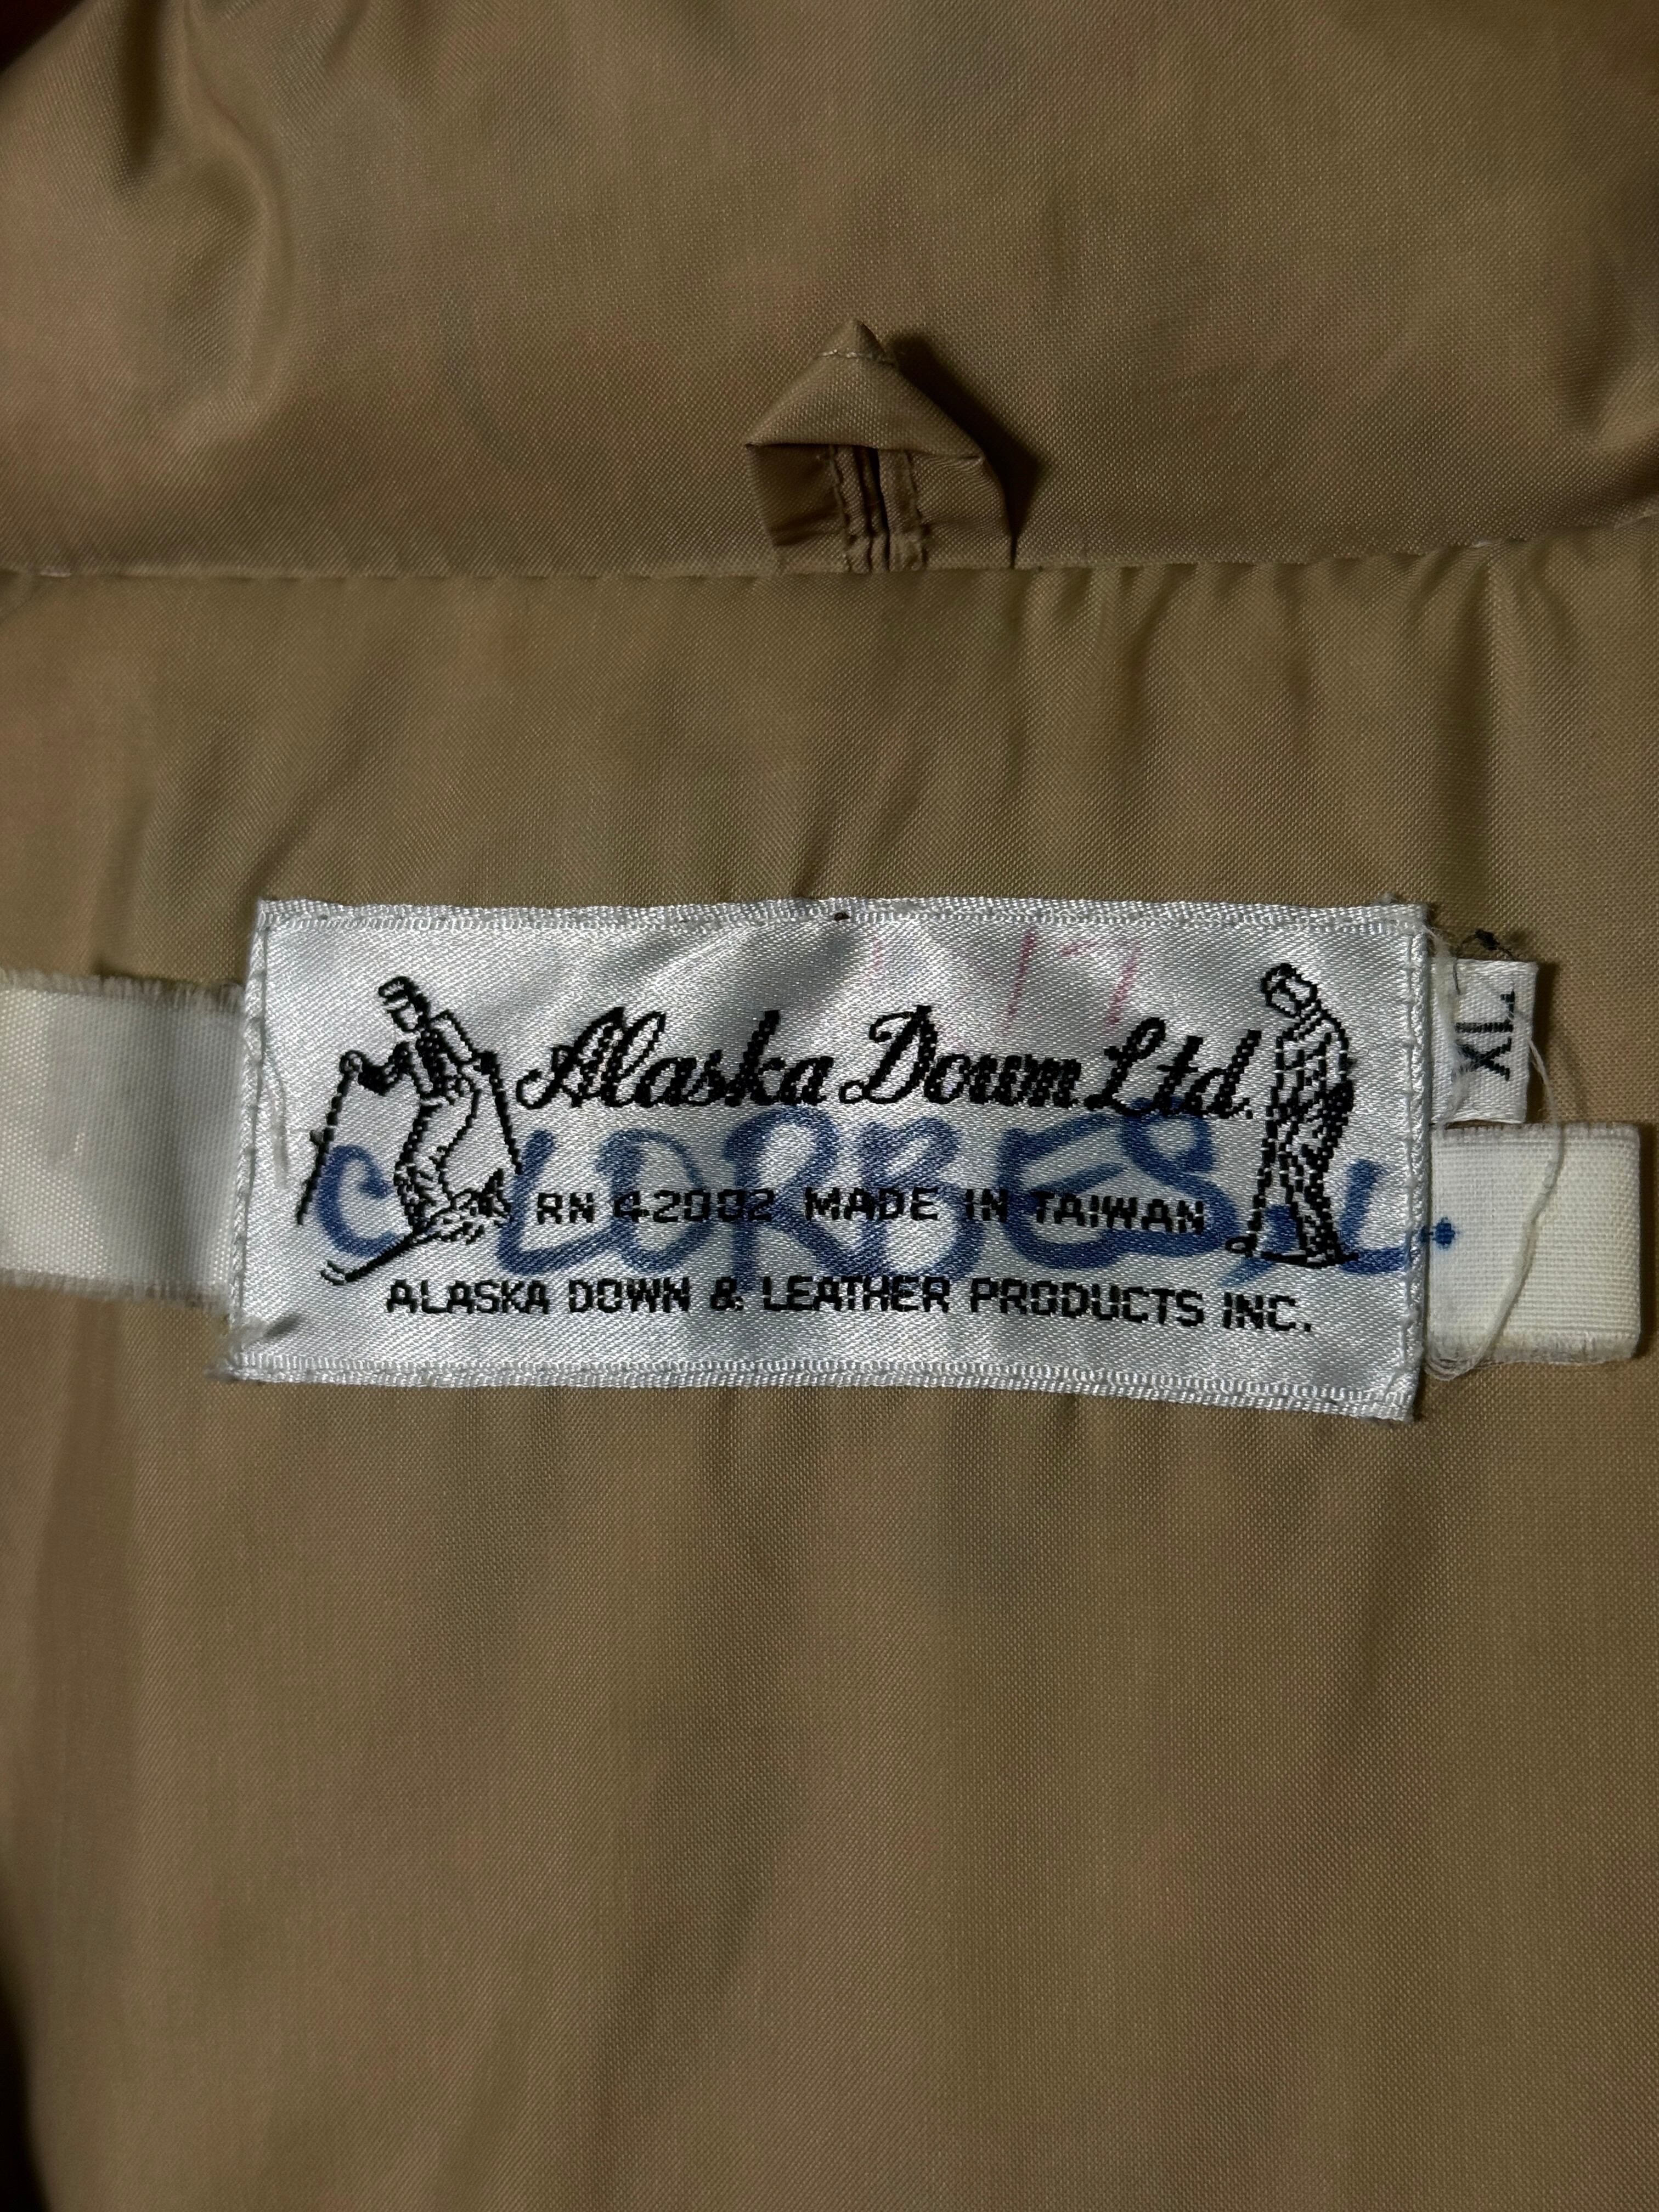 Alaska Down Ltd.
XL
RN 42002 MADE IN TAIWAN
ALASKA DOWN & LEATHER PRODUCTS INC.